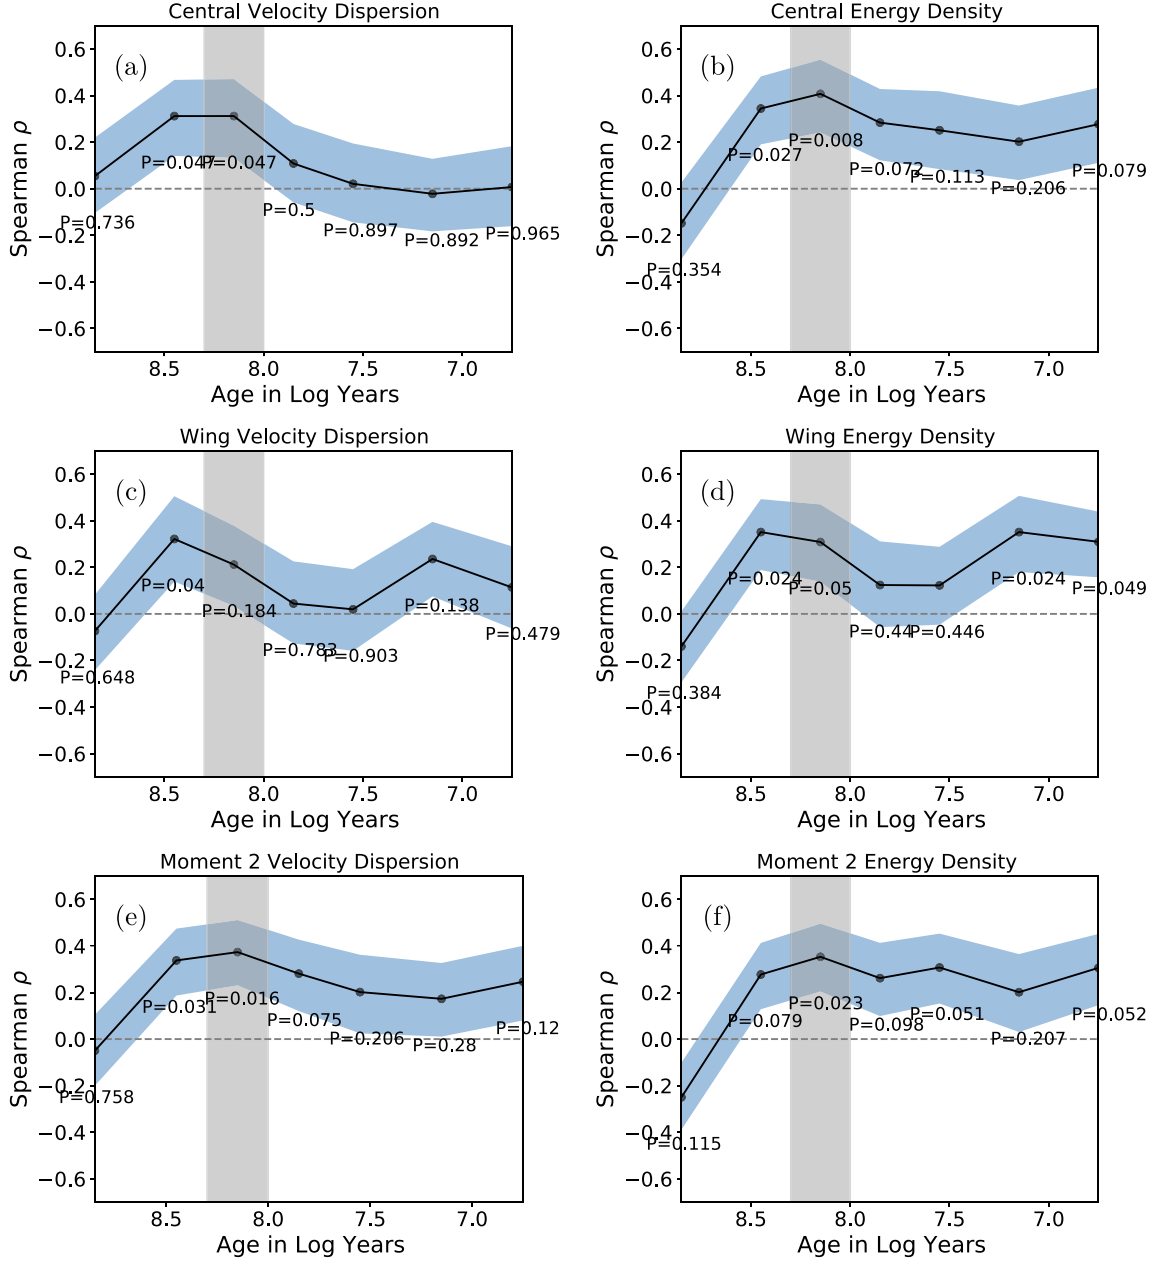 Central Velocity Dispersion
(a)
Spearman ρ
0.6
0.4
0.2
0.0
−0.2
−0.4
−0.6
P=0.736
P=0.047
P=0.047
P=0.5
P=0.897
P=0.892
P=0.965
8.5 8.0 7.5 7.0
Age in Log Years
Central Energy Density
(b)
Spearman ρ
0.6
0.4
0.2
0.0
−0.2
−0.4
−0.6
P=0.354
P=0.027
P=0.008
P=0.072
P=0.113
P=0.206
P=0.079
8.5 8.0 7.5 7.0
Age in Log Years
Wing Velocity Dispersion
(c)
Spearman ρ
0.6
0.4
0.2
0.0
−0.2
−0.4
−0.6
P=0.648
P=0.04
P=0.184
P=0.783
P=0.903
P=0.138
P=0.479
8.5 8.0 7.5 7.0
Age in Log Years
Wing Energy Density
(d)
Spearman ρ
0.6
0.4
0.2
0.0
−0.2
−0.4
−0.6
P=0.384
P=0.024
P=0.05
P=0.44
P=0.446
P=0.024
P=0.049
8.5 8.0 7.5 7.0
Age in Log Years
Moment 2 Velocity Dispersion
(e)
Spearman ρ
0.6
0.4
0.2
0.0
−0.2
−0.4
−0.6
P=0.758
P=0.031
P=0.016
P=0.075
P=0.206
P=0.28
P=0.12
8.5 8.0 7.5 7.0
Age in Log Years
Moment 2 Energy Density
(f)
Spearman ρ
0.6
0.4
0.2
0.0
−0.2
−0.4
−0.6
P=0.115
P=0.079
P=0.023
P=0.098
P=0.051
P=0.207
P=0.052
8.5 8.0 7.5 7.0
Age in Log Years